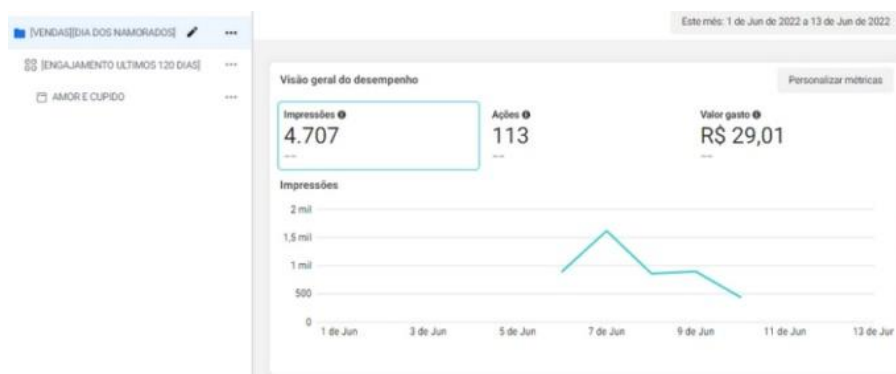 Este mês: 1 de Jun de 2022 a 13 de Jun de 2022
[VENDAS][DIA DOS NAMORADOS]
[ENGAJAMENTO ULTIMOS 120 DIAS]
AMOR E CUPIDO
Visão geral do desempenho
Personalizar métricas
Impressões Ações Valor gasto
4.707 113 R$ 29,01
-- -- --
Impressões
2 mil
1,5 mil
1 mil
500
0
1 de Jun 3 de Jun 5 de Jun 7 de Jun 9 de Jun 11 de Jun 13 de Jun